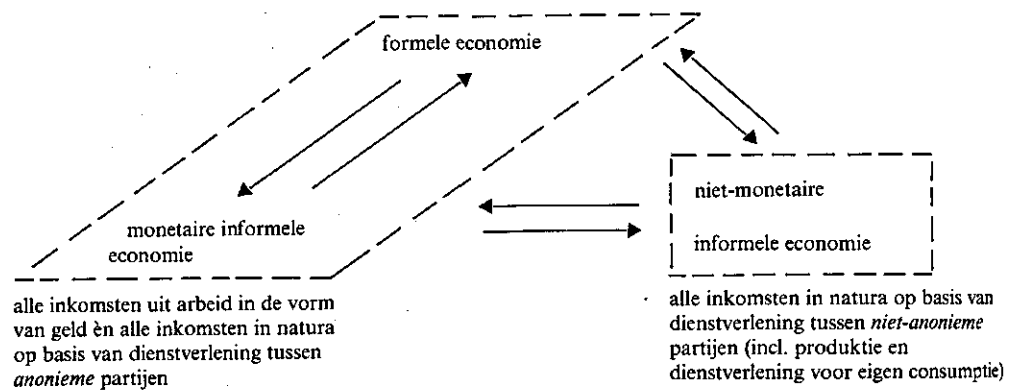 formele economie
monetaire informele
economie
niet-monetaire
informele economie
alle inkomsten uit arbeid in de vorm
van geld èn alle inkomsten in natura
op basis van dienstverlening tussen
anonieme partijen
alle inkomsten in natura op basis van
dienstverlening tussen niet-anonieme
partijen (incl. produktie en
dienstverlening voor eigen consumptie)